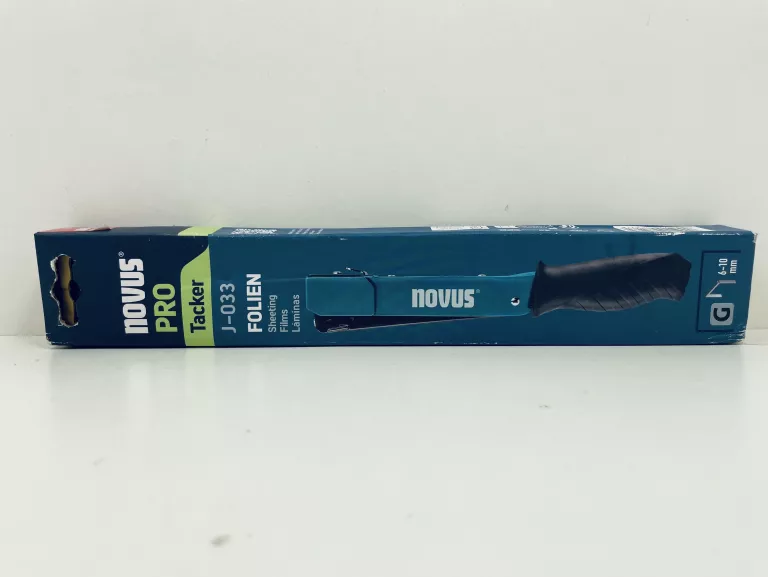 NOVUS®
PRO
Tacker
J-033
FOLIEN
Sheeting
Films
Láminas
NOVUS®
6-10
mm
G